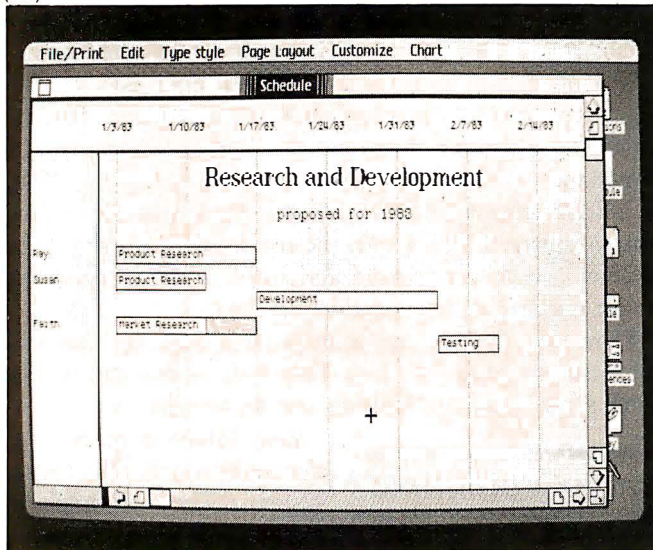 File/Print Edit Type style Page Layout Customize Chart
Schedule
1/3/83 1/10/83 1/17/83 1/24/83 1/31/83 2/7/83 2/14/83
Research and Development
proposed for 1983
Ray Product Research
Susan Product Research
Development
Faith Market Research
Testing